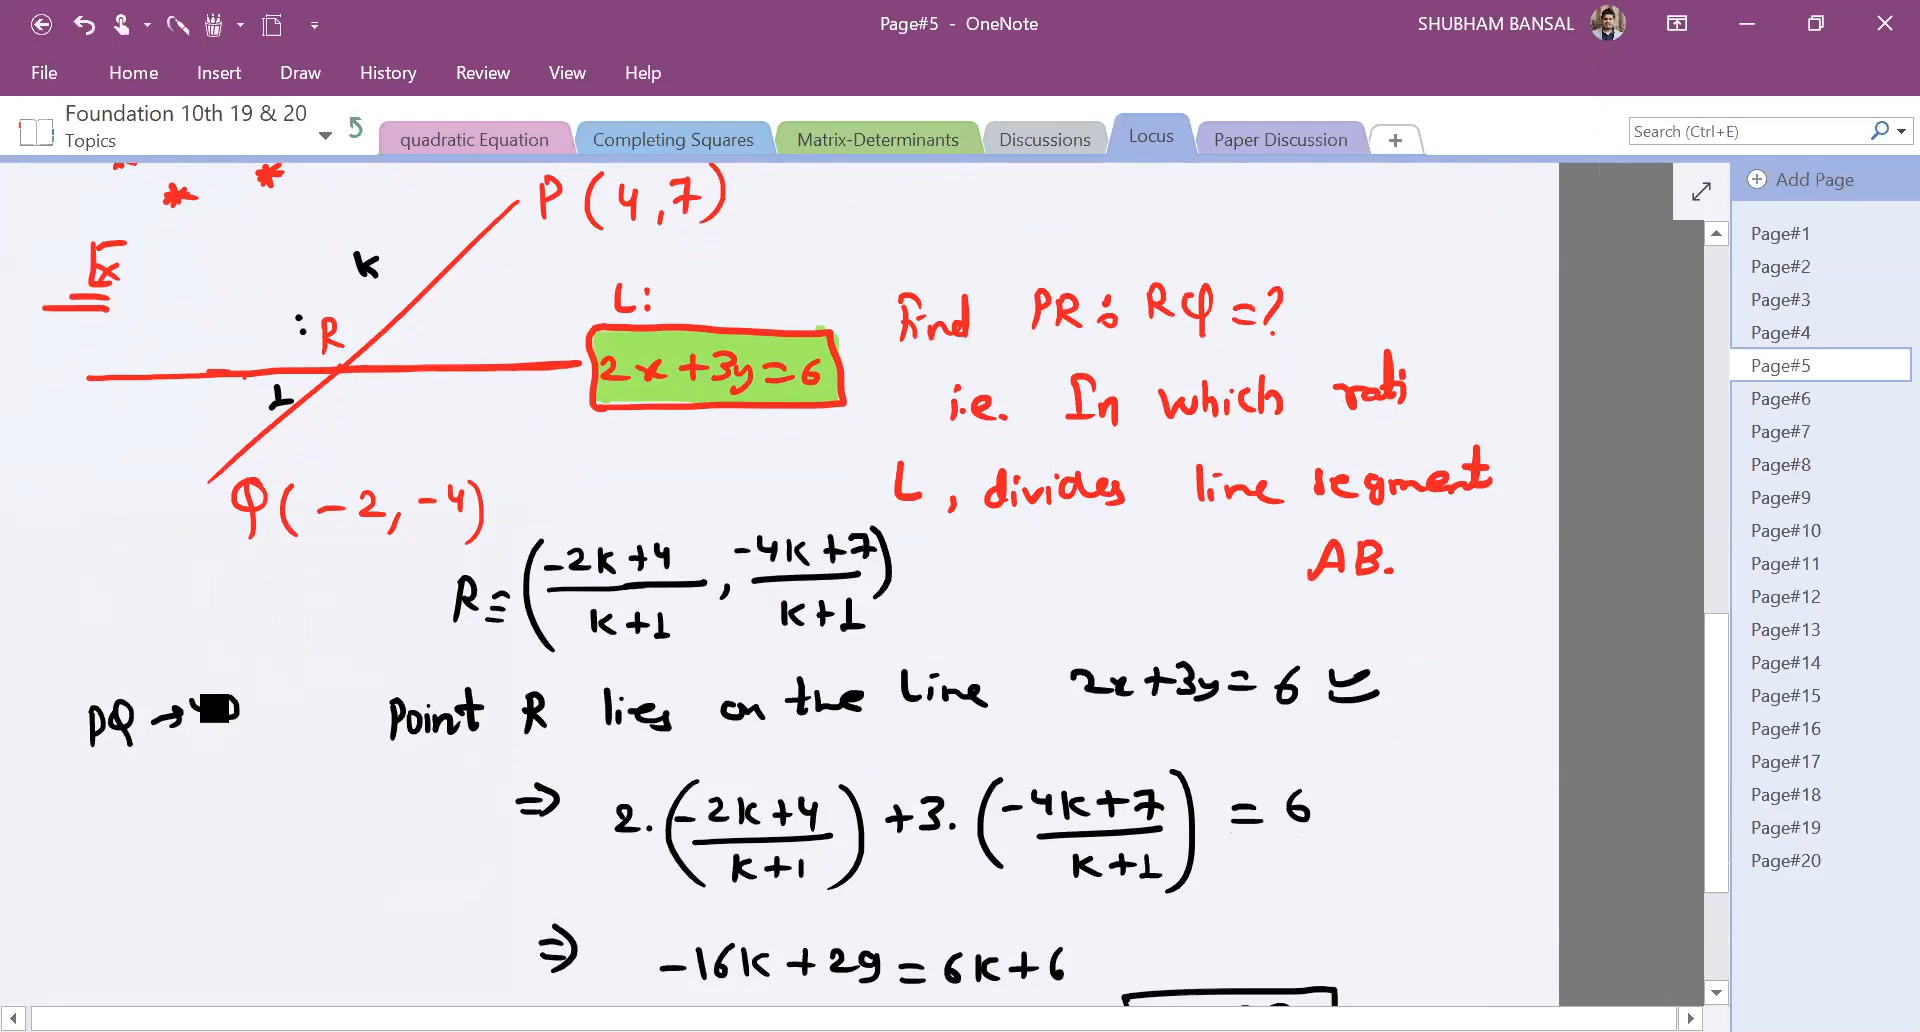 Page#5 - OneNote
SHUBHAM BANSAL
File Home Insert Draw History Review View Help
Foundation 10th 19 & 20
Topics
quadratic Equation Completing Squares Matrix-Determinants Discussions Locus Paper Discussion +
Search (Ctrl+E)
Add Page
Page#1
Page#2
Page#3
Page#4
Page#5
Page#6
Page#7
Page#8
Page#9
Page#10
Page#11
Page#12
Page#13
Page#14
Page#15
Page#16
Page#17
Page#18
Page#19
Page#20
* *
P (4,7)
Ex
K
:
R
1
L:
2x+3y=6
Q(-2,-4)
Find PR : RQ =?
i.e. In which rati
L, divides line segment
AB.
R≡(-2K+4/K+1, -4K+7/K+1)
PQ →
Point R lies on the Line 2x+3y=6
⇒ 2.(-2K+4/K+1)+3.(-4K+7/K+1) = 6
⇒ -16K+29=6K+6